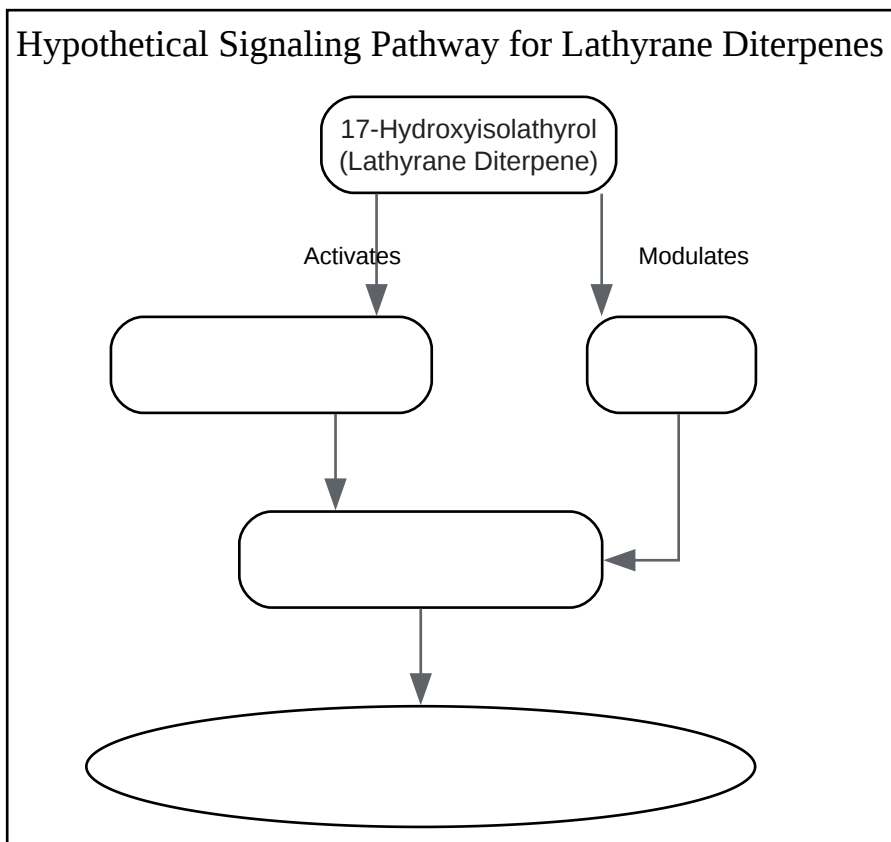 Hypothetical Signaling Pathway for Lathyrane Diterpenes
17-Hydroxyisolathyrol
(Lathyrane Diterpene)
Activates
Modulates